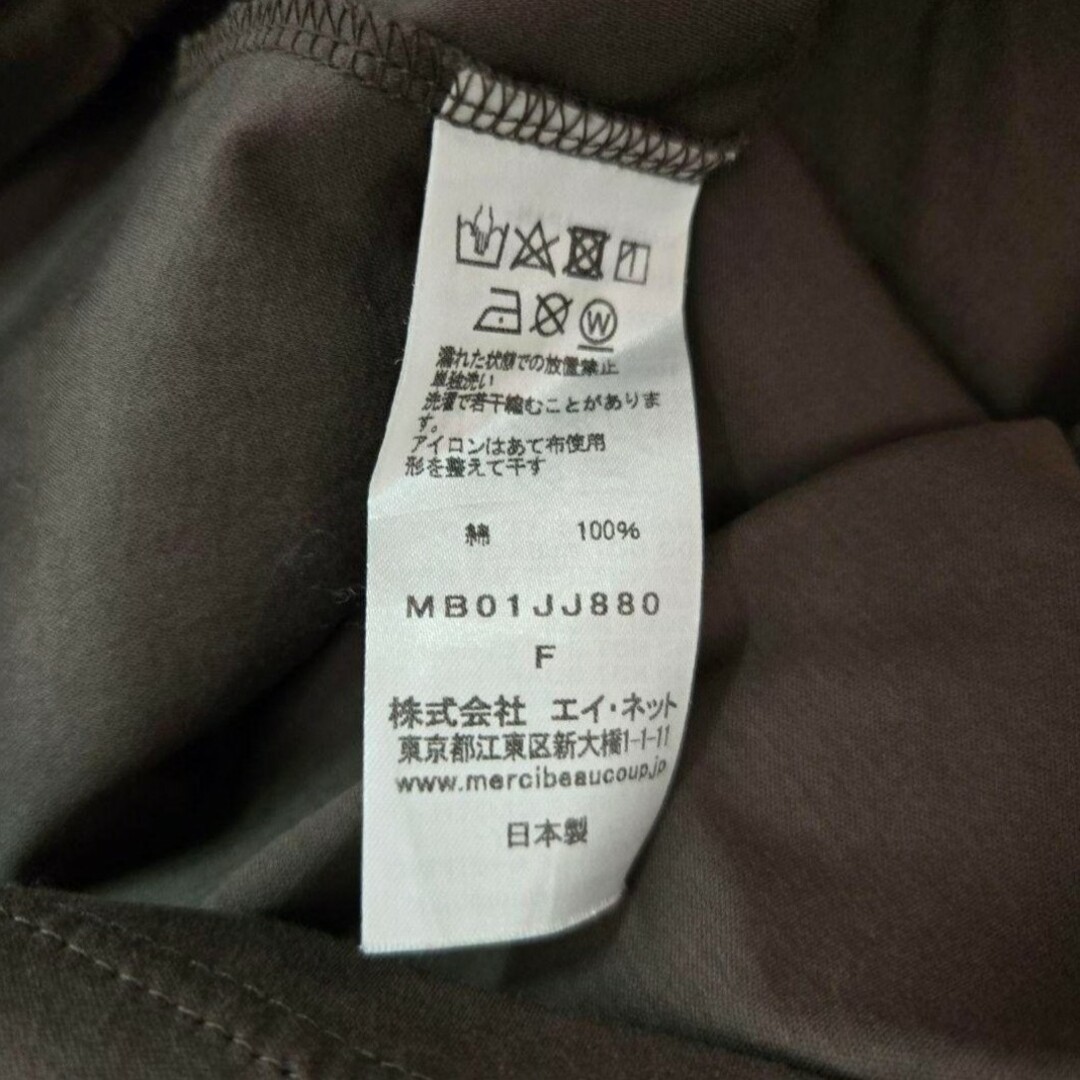 W
濡れた状態での放置禁止
単独洗い
洗濯で若干縮むことがありま
す。
アイロンはあて布使用
形を整えて干す
綿 100%
MB01JJ880
F
株式会社 エイ・ネット
東京都江東区新大橋1-1-11
www.mercibeaucoup.jp
日本製